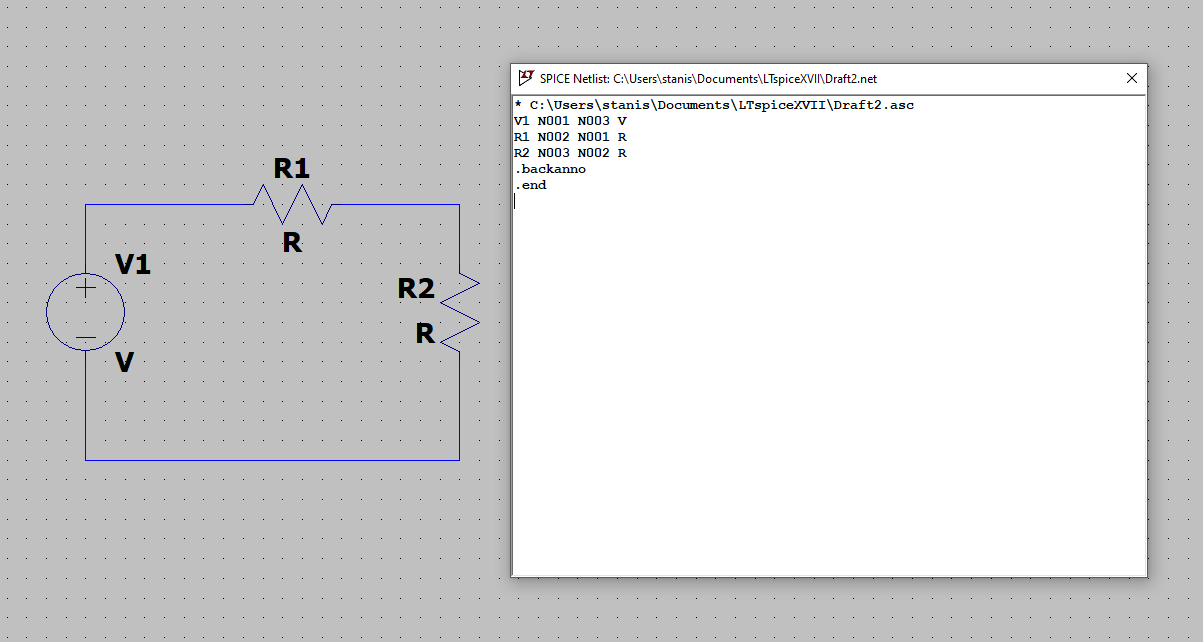 SPICE Netlist: C:\Users\stanis\Documents\LTspiceXVII\Draft2.net
* C:\Users\stanis\Documents\LTspiceXVII\Draft2.asc
V1 N001 N003 V
R1 N002 N001 R
R2 N003 N002 R
.backanno
.end
R1
R
V1
V
R2
R